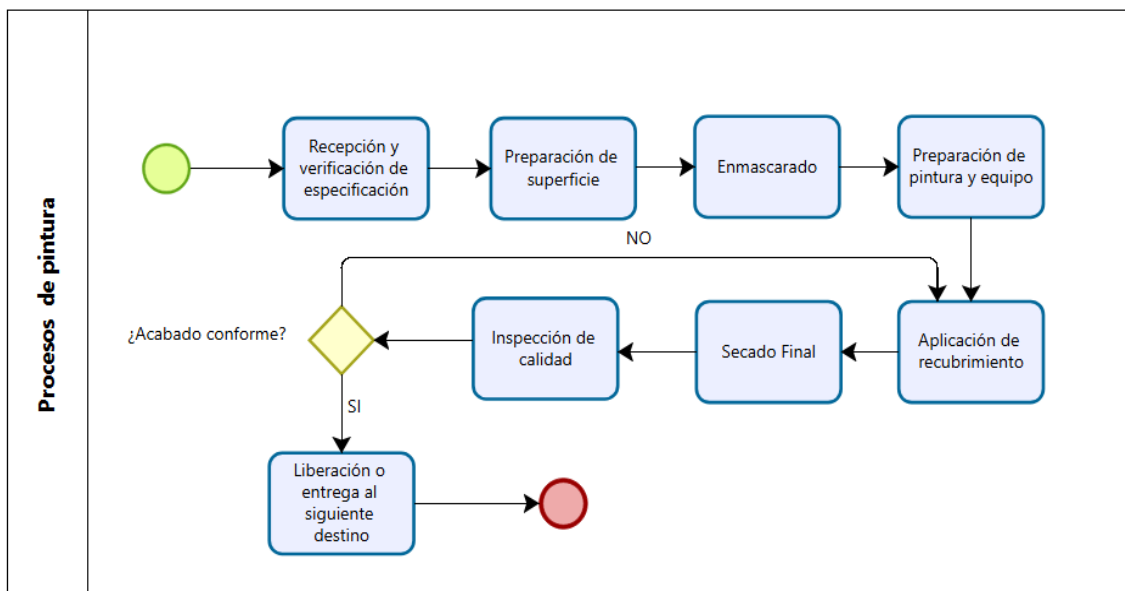 Procesos de pintura
Recepción y
verificación de
especificación
Preparación de
superficie
Enmascarado
Preparación de
pintura y equipo
NO
¿Acabado conforme?
Inspección de
calidad
Secado Final
Aplicación de
recubrimiento
SI
Liberación o
entrega al
siguiente
destino